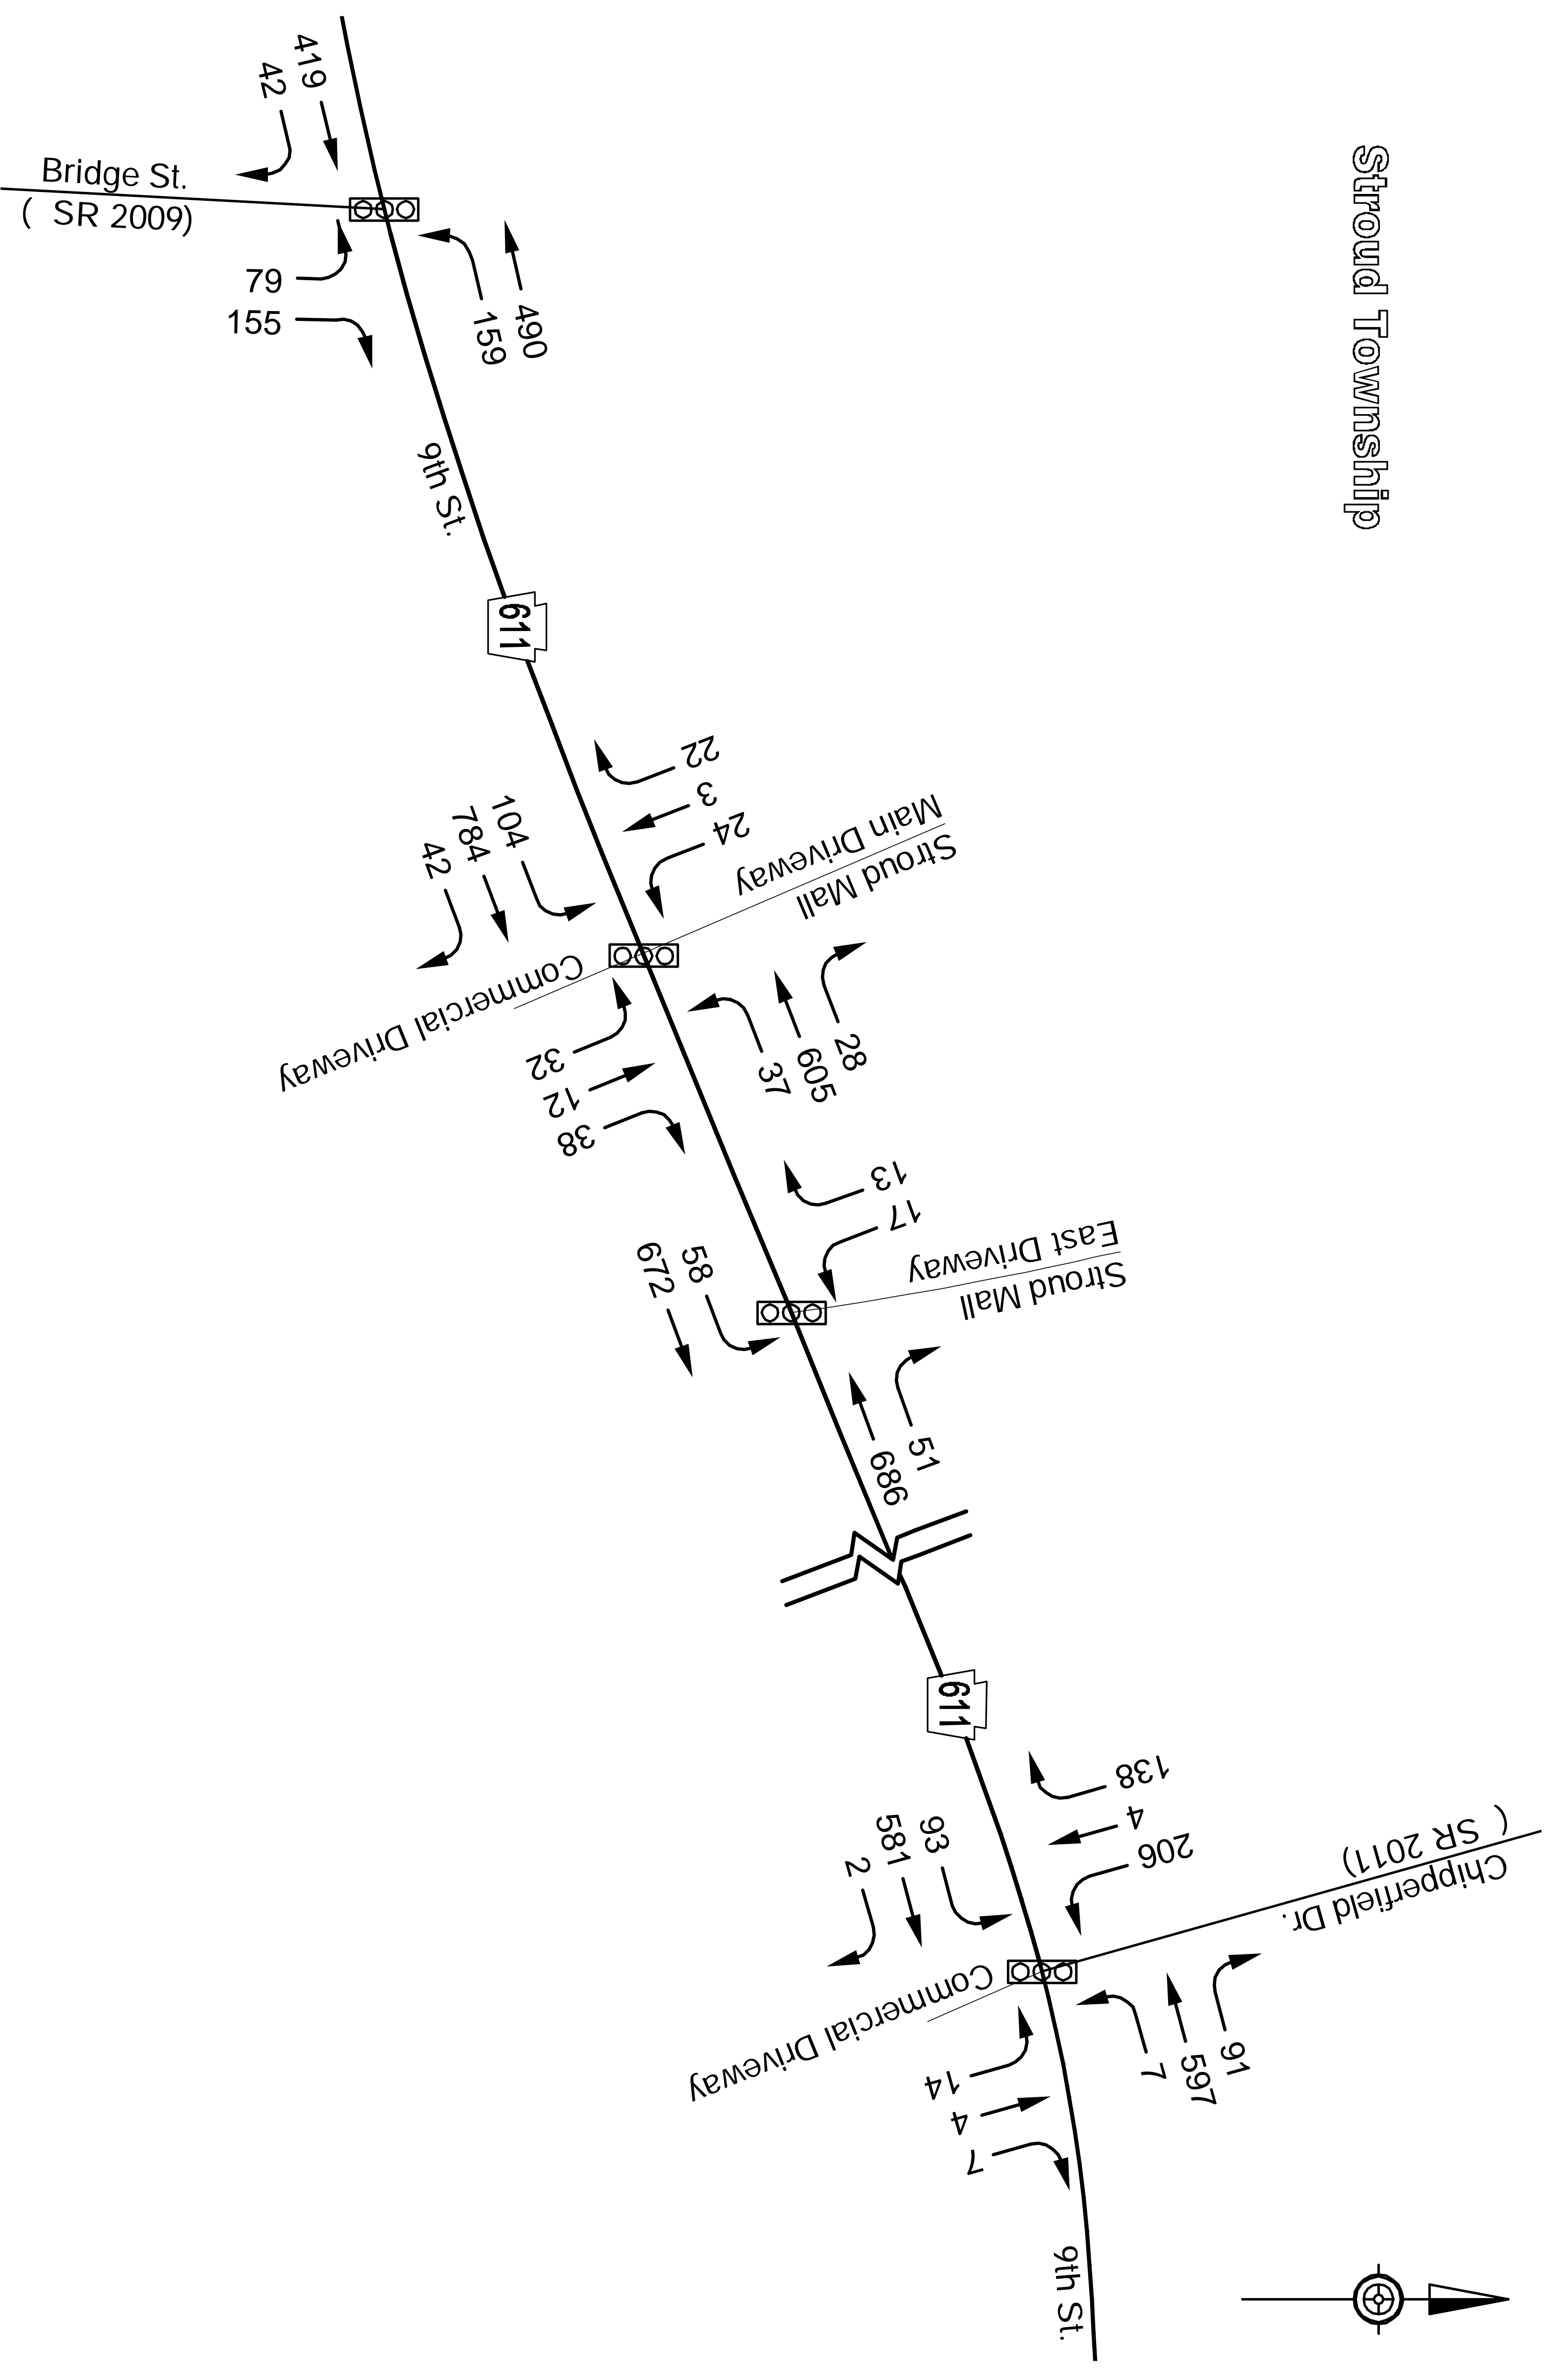 Stroud Township
419
42
Bridge St.
( SR 2009)
79
155
490
159
9th St.
611
22
3
24
104
784
42
Main Driveway
Stroud Mall
Commercial Driveway
32
12
38
28
605
37
13
17
58
672
East Driveway
Stroud Mall
51
686
611
138
4
206
93
581
2
( SR 2011)
Chipperfield Dr.
Commercial Driveway
14
4
7
91
597
7
9th St.